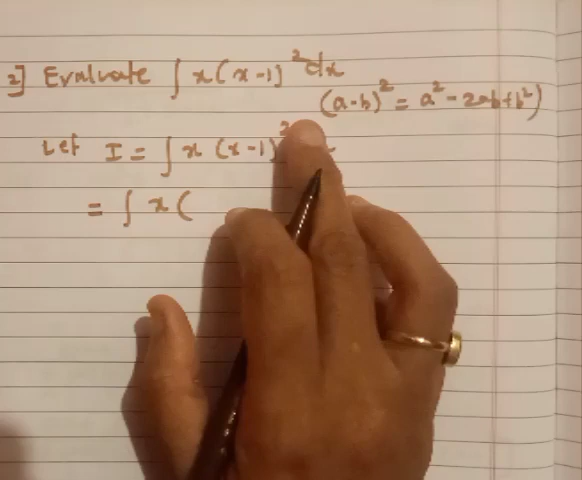 2] Evaluate ∫ x(x-1]² dx
(a-b)² = a² - 2ab+b²)
Let I = ∫ x (x-1)²
= ∫ x (